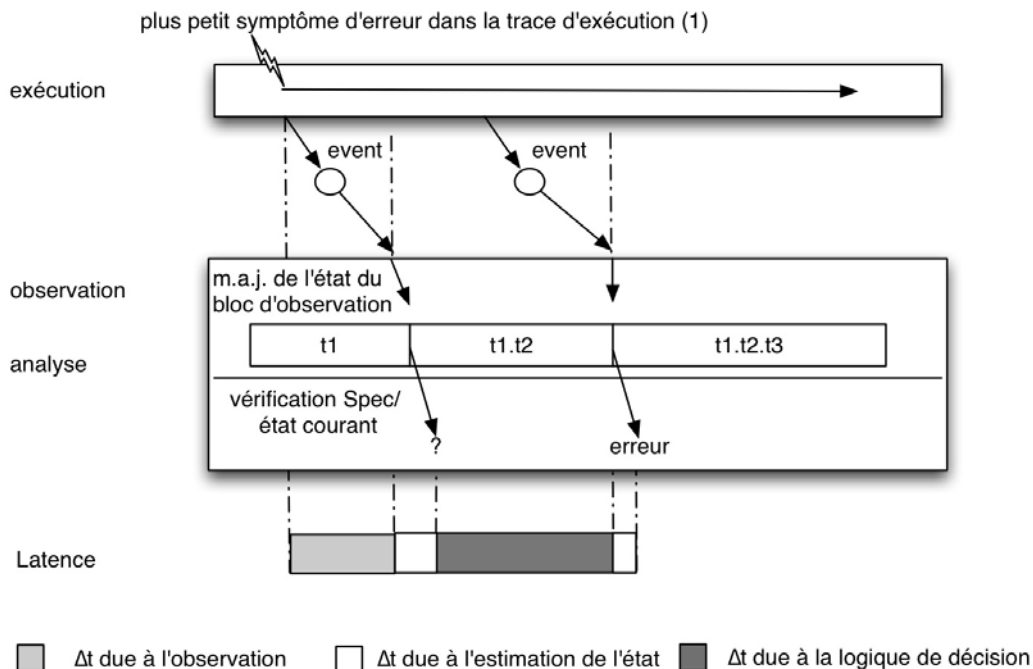 plus petit symptôme d'erreur dans la trace d'exécution (1)
exécution
event
event
observation
m.a.j. de l'état du
bloc d'observation
analyse
t1
t1.t2
t1.t2.t3
vérification Spec/
état courant
?
erreur
Latence
Δt due à l'observation
Δt due à l'estimation de l'état
Δt due à la logique de décision